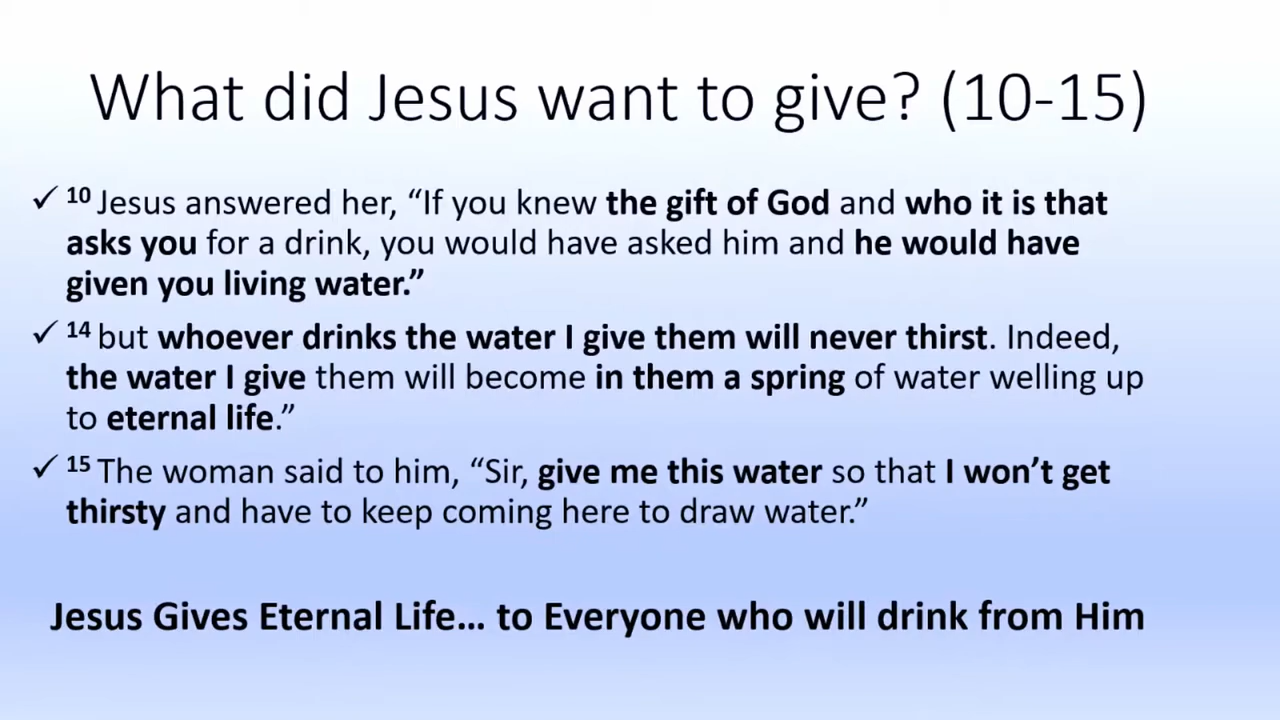 What did Jesus want to give? (10-15)
✓ 10 Jesus answered her, “If you knew the gift of God and who it is that
asks you for a drink, you would have asked him and he would have
given you living water.”
✓ 14 but whoever drinks the water I give them will never thirst. Indeed,
the water I give them will become in them a spring of water welling up
to eternal life.”
✓ 15 The woman said to him, “Sir, give me this water so that I won’t get
thirsty and have to keep coming here to draw water.”
Jesus Gives Eternal Life… to Everyone who will drink from Him